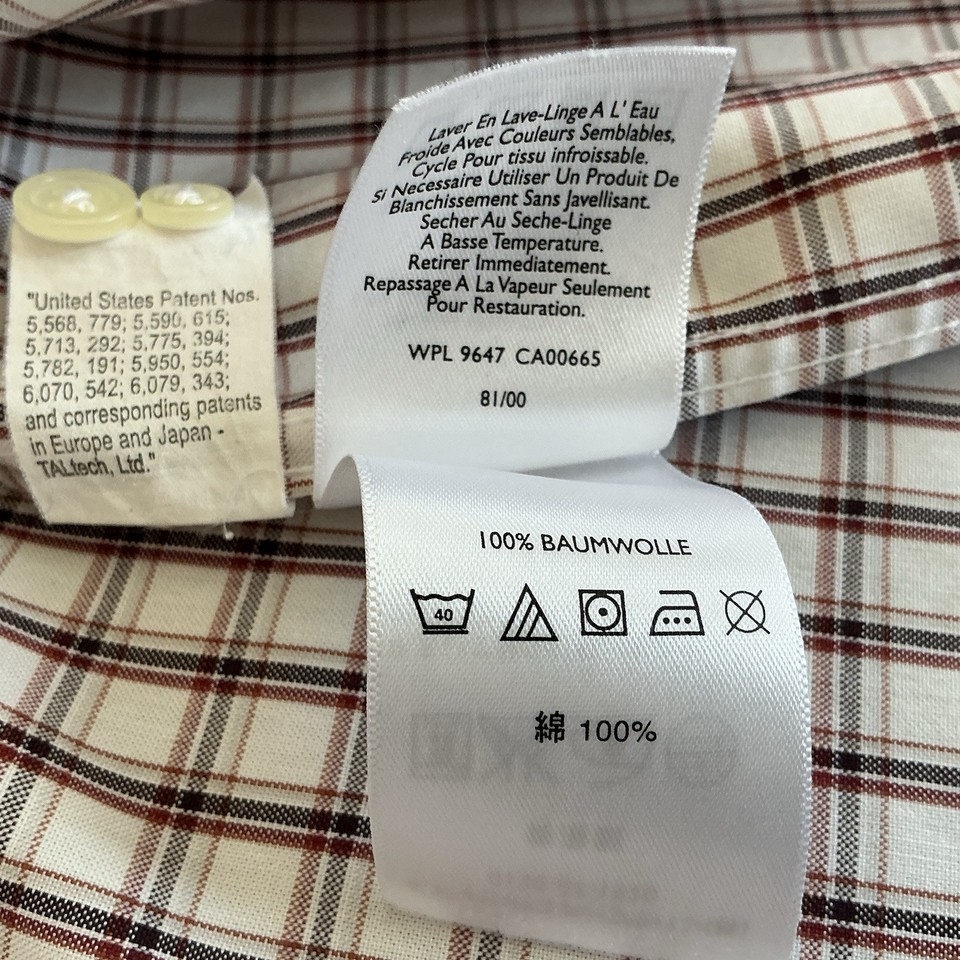 "United States Patent Nos.
5,568, 779; 5,590, 615;
5,713, 292; 5,775, 394;
5,782, 191; 5,950, 554;
6,070, 542; 6,079, 343;
and corresponding patents
in Europe and Japan -
TALtech, Ltd."
Laver En Lave-Linge A L' Eau
Froide Avec Couleurs Semblables,
Cycle Pour tissu infroissable.
Si Necessaire Utiliser Un Produit De
Blanchissement Sans Javellisant.
Secher Au Seche-Linge
A Basse Temperature.
Retirer Immediatement.
Repassage A La Vapeur Seulement
Pour Restauration.
WPL 9647 CA00665
81/00
100% BAUMWOLLE
40
綿 100%